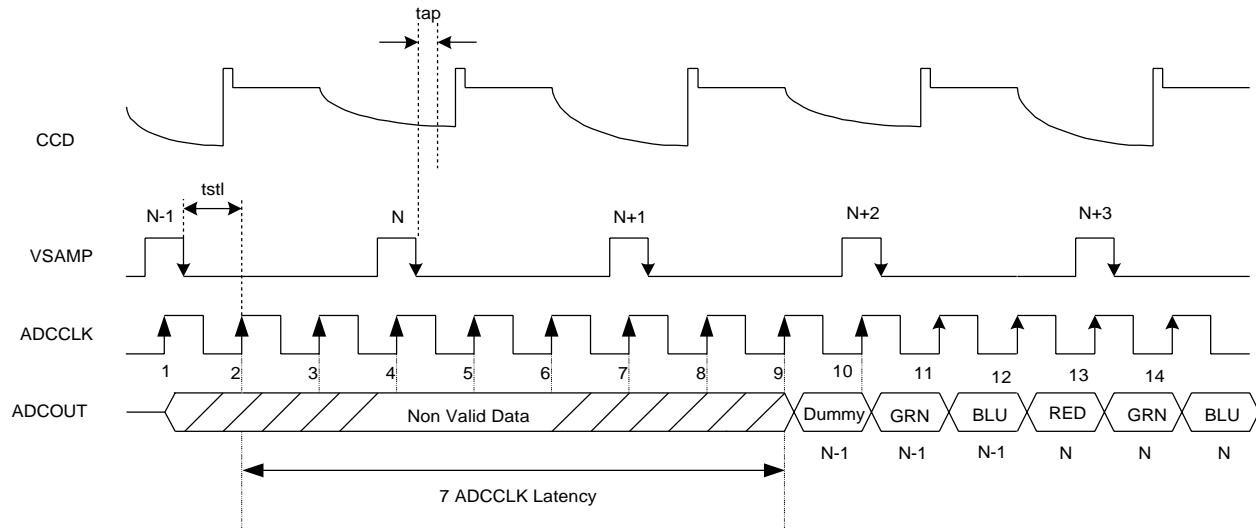 tap
CCD
tstl
N-1 N N+1 N+2 N+3
VSAMP
ADCCLK
1 2 3 4 5 6 7 8 9 10 11 12 13 14
ADCOUT Non Valid Data Dummy GRN BLU RED GRN BLU
N-1 N-1 N-1 N N N
7 ADCCLK Latency